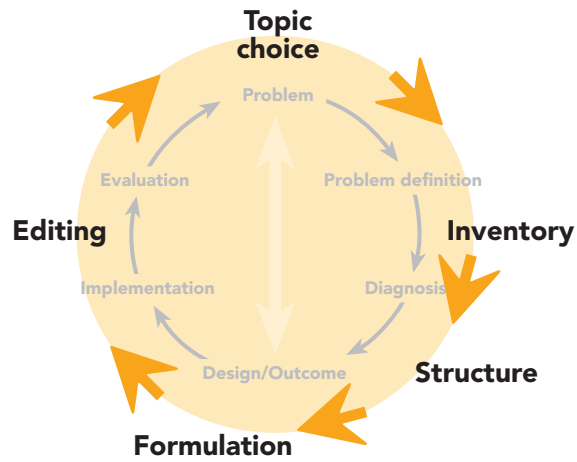 Topic
choice
Problem
Evaluation
Problem definition
Editing
Inventory
Implementation
Diagnosis
Design/Outcome
Structure
Formulation